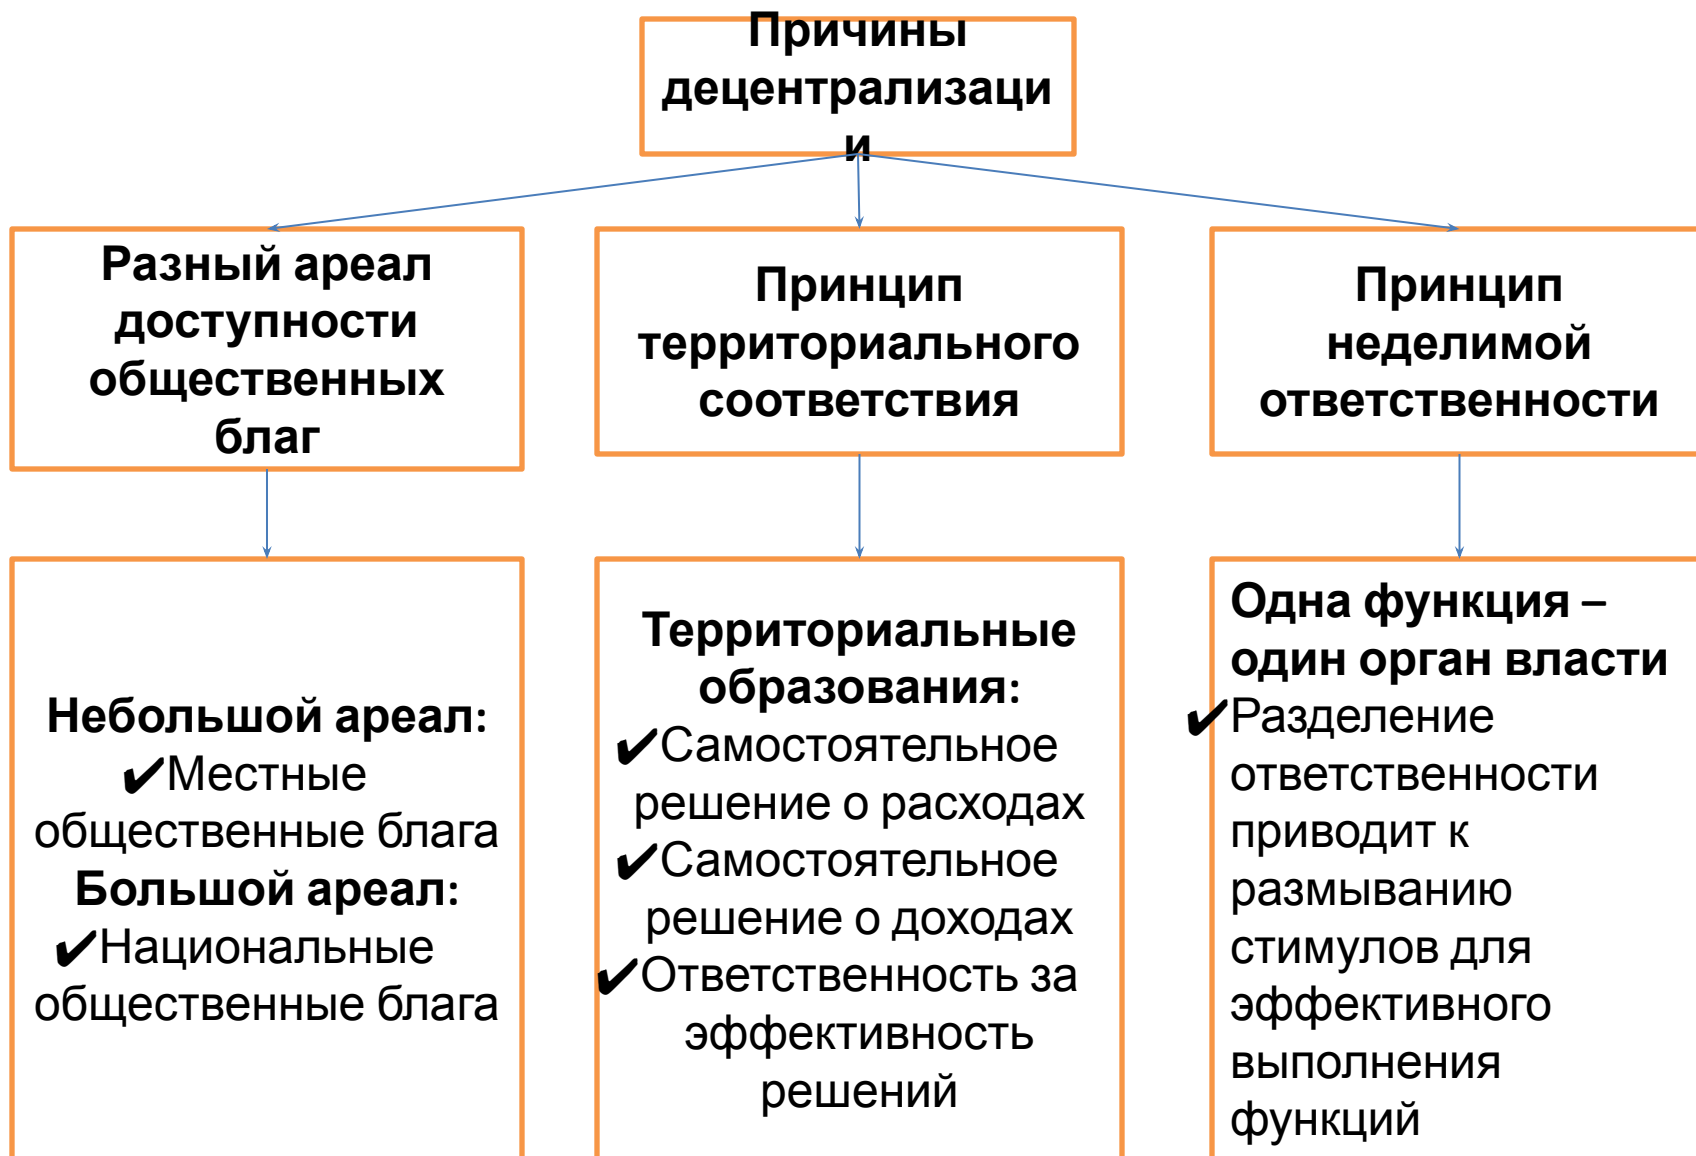 Причины
децентрализаци
и
Разный ареал
доступности
общественных
благ
Принцип
территориального
соответствия
Принцип
неделимой
ответственности
Небольшой ареал:
✔Местные
общественные блага
Большой ареал:
✔Национальные
общественные блага
Территориальные
образования:
✔Самостоятельное
решение о расходах
✔Самостоятельное
решение о доходах
✔Ответственность за
эффективность
решений
Одна функция –
один орган власти
✔Разделение
ответственности
приводит к
размыванию
стимулов для
эффективного
выполнения
функций